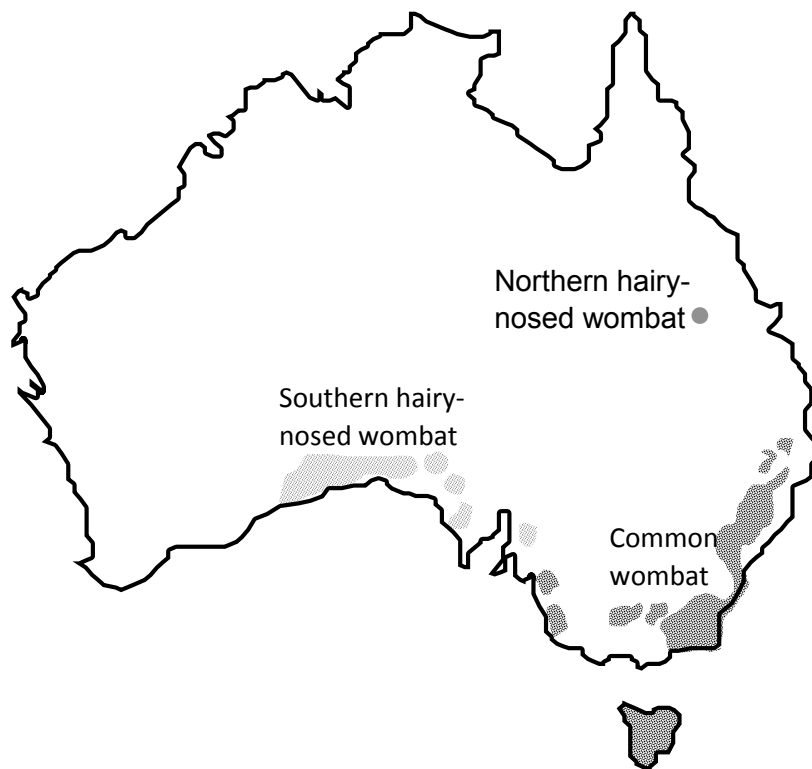 Northern hairy-
nosed wombat
Southern hairy-
nosed wombat
Common
wombat